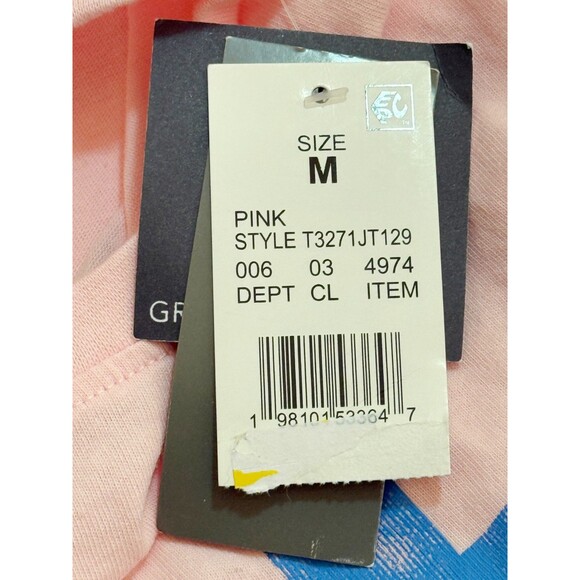 SIZE
M
PINK
STYLE T3271JT129
006 03 4974
DEPT CL ITEM
GR
1 98101 53364 7